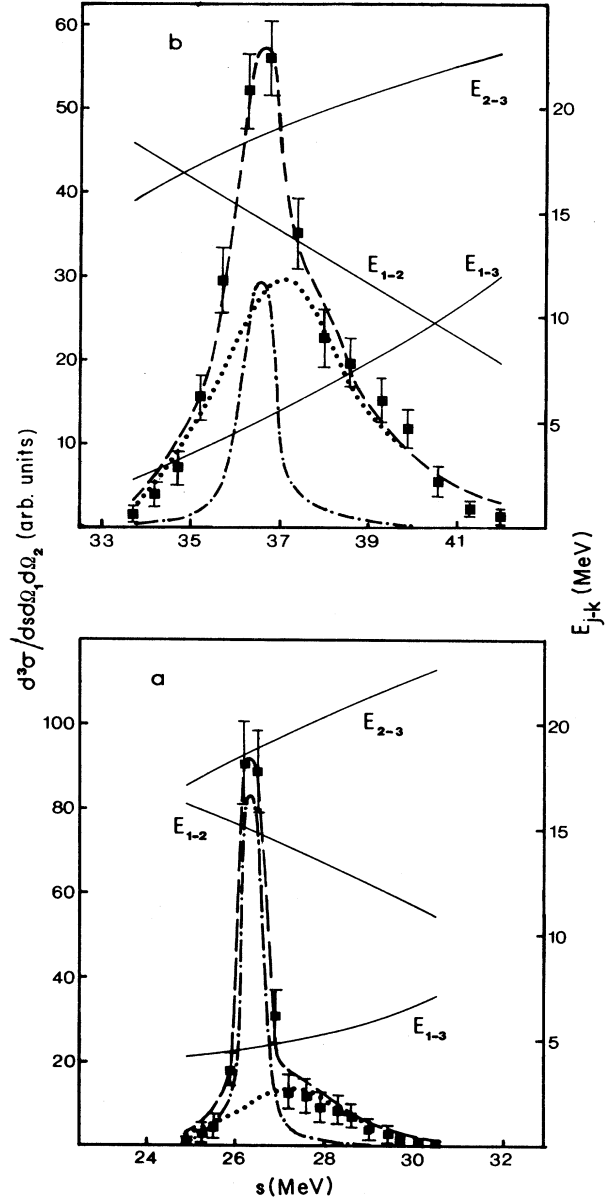 b
60
50
40
30
20
10
20
15
10
5
E₂₋₃
E₁₋₂
E₁₋₃
33 35 37 39 41
d³σ/dsdΩ₁dΩ₂ (arb. units)
E_j-k (MeV)
a
100
80
60
40
20
20
15
10
5
E₂₋₃
E₁₋₂
E₁₋₃
24 26 28 30 32
s(MeV)